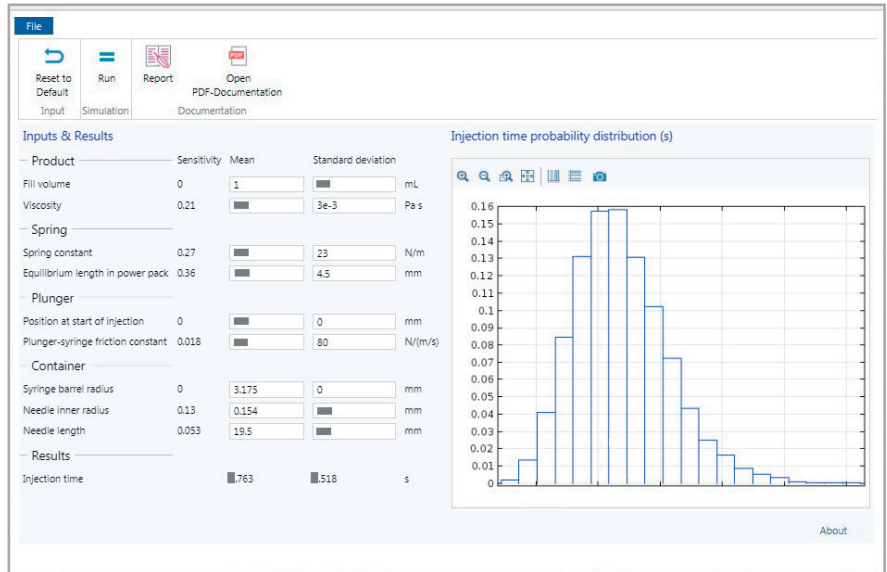 File
Reset to Default
Run
Report
Open PDF-Documentation
Input
Simulation
Documentation
Inputs & Results
Product Sensitivity Mean Standard deviation
Fill volume 0 1 mL
Viscosity 0.21 3e-3 Pa s
Spring
Spring constant 0.27 23 N/m
Equilibrium length in power pack 0.36 4.5 mm
Plunger
Position at start of injection 0 0 mm
Plunger-syringe friction constant 0.018 80 N/(m/s)
Container
Syringe barrel radius 0 3.175 0 mm
Needle inner radius 0.13 0.154 mm
Needle length 0.053 19.5 mm
Results
Injection time .763 .518 s
Injection time probability distribution (s)
0.16
0.15
0.14
0.13
0.12
0.11
0.1
0.09
0.08
0.07
0.06
0.05
0.04
0.03
0.02
0.01
0
About